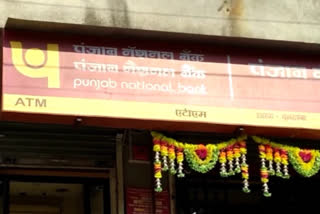 पंजाब नैशनल बैंक
पंजाब नैशनल बैंक
punjab national bank
पंजाब
ATM
एटीएम